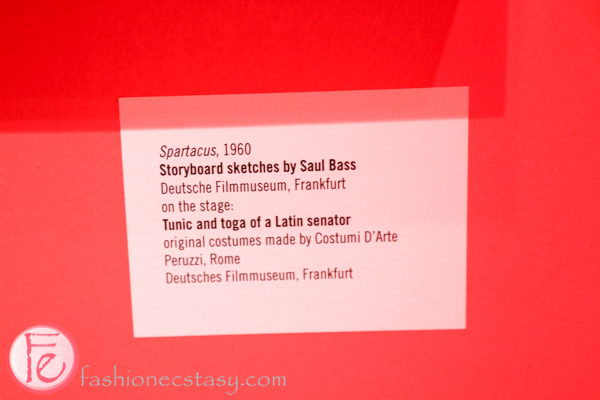 Spartacus, 1960
Storyboard sketches by Saul Bass
Deutsche Filmmuseum, Frankfurt
on the stage:
Tunic and toga of a Latin senator
original costumes made by Costumi D'Arte
Peruzzi, Rome
Deutsches Filmmuseum, Frankfurt
Fe
fashionecstasy.com